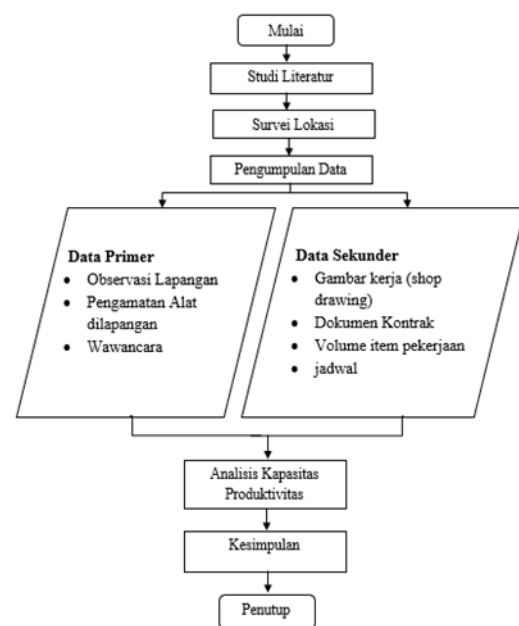 Mulai
Studi Literatur
Survei Lokasi
Pengumpulan Data
Data Primer
• Observasi Lapangan
• Pengamatan Alat
dilapangan
• Wawancara
Data Sekunder
• Gambar kerja (shop
drawing)
• Dokumen Kontrak
• Volume item pekerjaan
• jadwal
Analisis Kapasitas
Produktivitas
Kesimpulan
Penutup